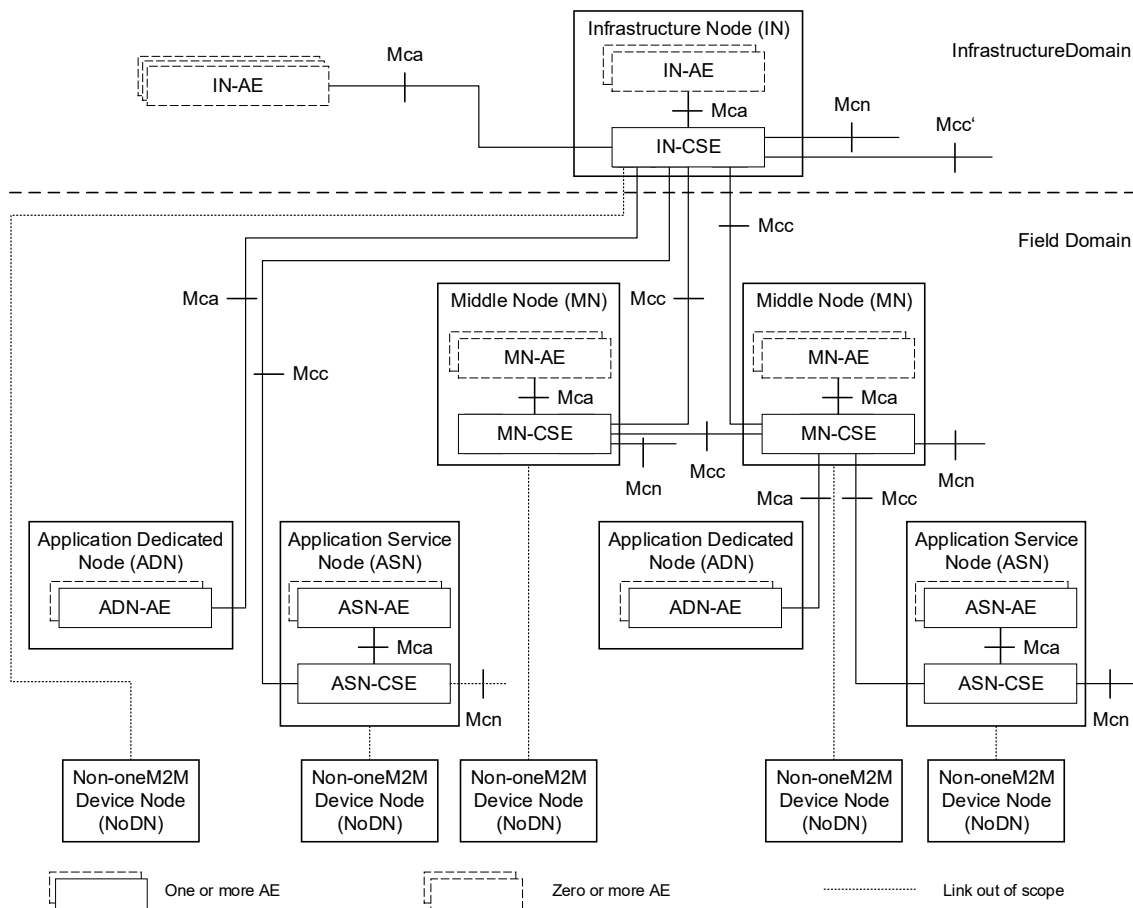 Infrastructure Node (IN)
InfrastructureDomain
Mca
IN-AE
IN-AE
Mca
Mcn
Mcc‘
IN-CSE
Mcc
Field Domain
Mca
Mcc
Middle Node (MN)
Middle Node (MN)
MN-AE
MN-AE
Mcc
Mca
Mca
MN-CSE
MN-CSE
Mcc
Mcn
Mcn
Mca
Mcc
Application Dedicated
Node (ADN)
ADN-AE
Application Service
Node (ASN)
ASN-AE
Mca
ASN-CSE
Mcn
Application Dedicated
Node (ADN)
ADN-AE
Application Service
Node (ASN)
ASN-AE
Mca
ASN-CSE
Mcn
Non-oneM2M
Device Node
(NoDN)
Non-oneM2M
Device Node
(NoDN)
Non-oneM2M
Device Node
(NoDN)
Non-oneM2M
Device Node
(NoDN)
Non-oneM2M
Device Node
(NoDN)
One or more AE
Zero or more AE
Link out of scope